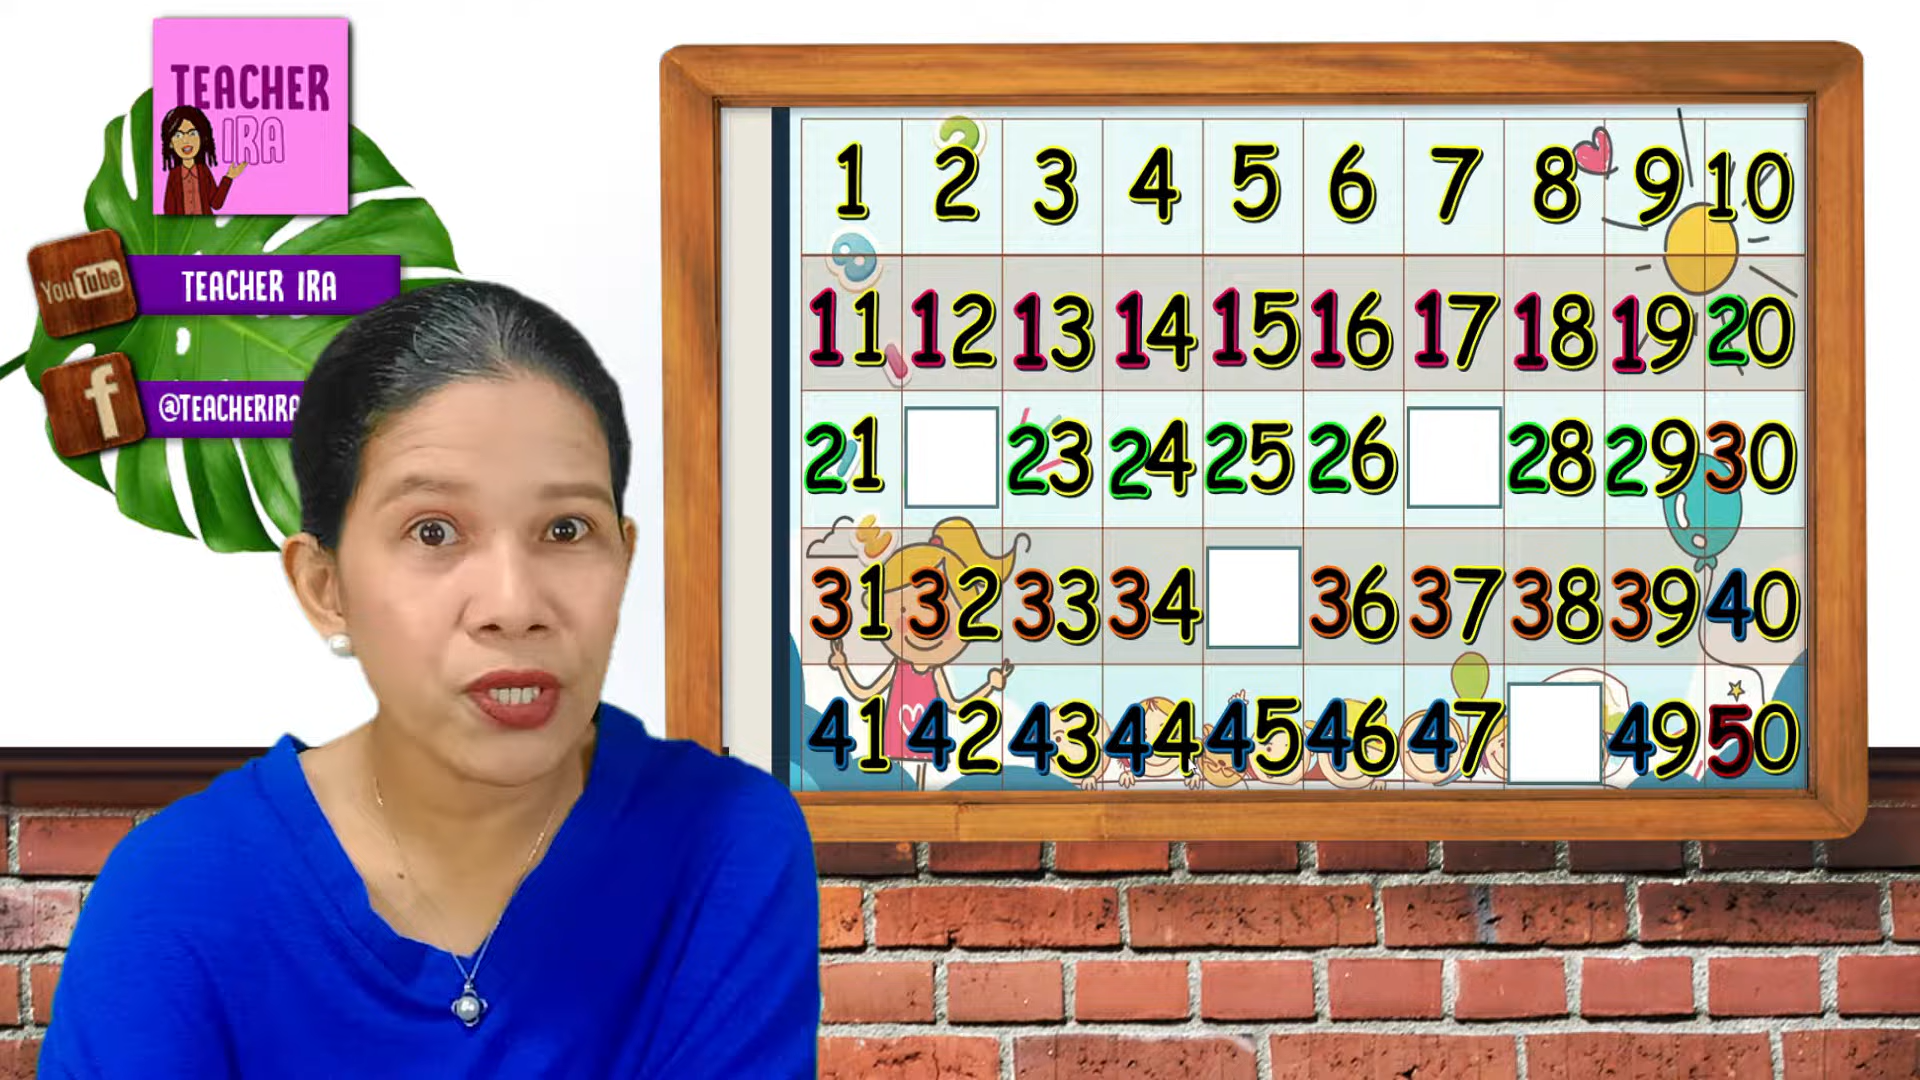 TEACHER
IRA
YouTube
TEACHER IRA
f
@TEACHERIRA
1 2 3 4 5 6 7 8 9 10
11 12 13 14 15 16 17 18 19 20
21 23 24 25 26 28 29 30
31 32 33 34 36 37 38 39 40
41 42 43 44 45 46 47 49 50